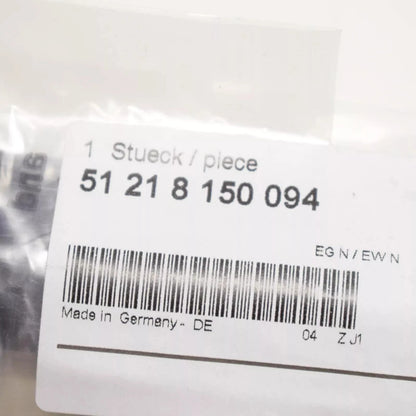 1 Stueck / piece
51 21 8 150 094
EG N / EW N
Made in Germany - DE 04 Z J1